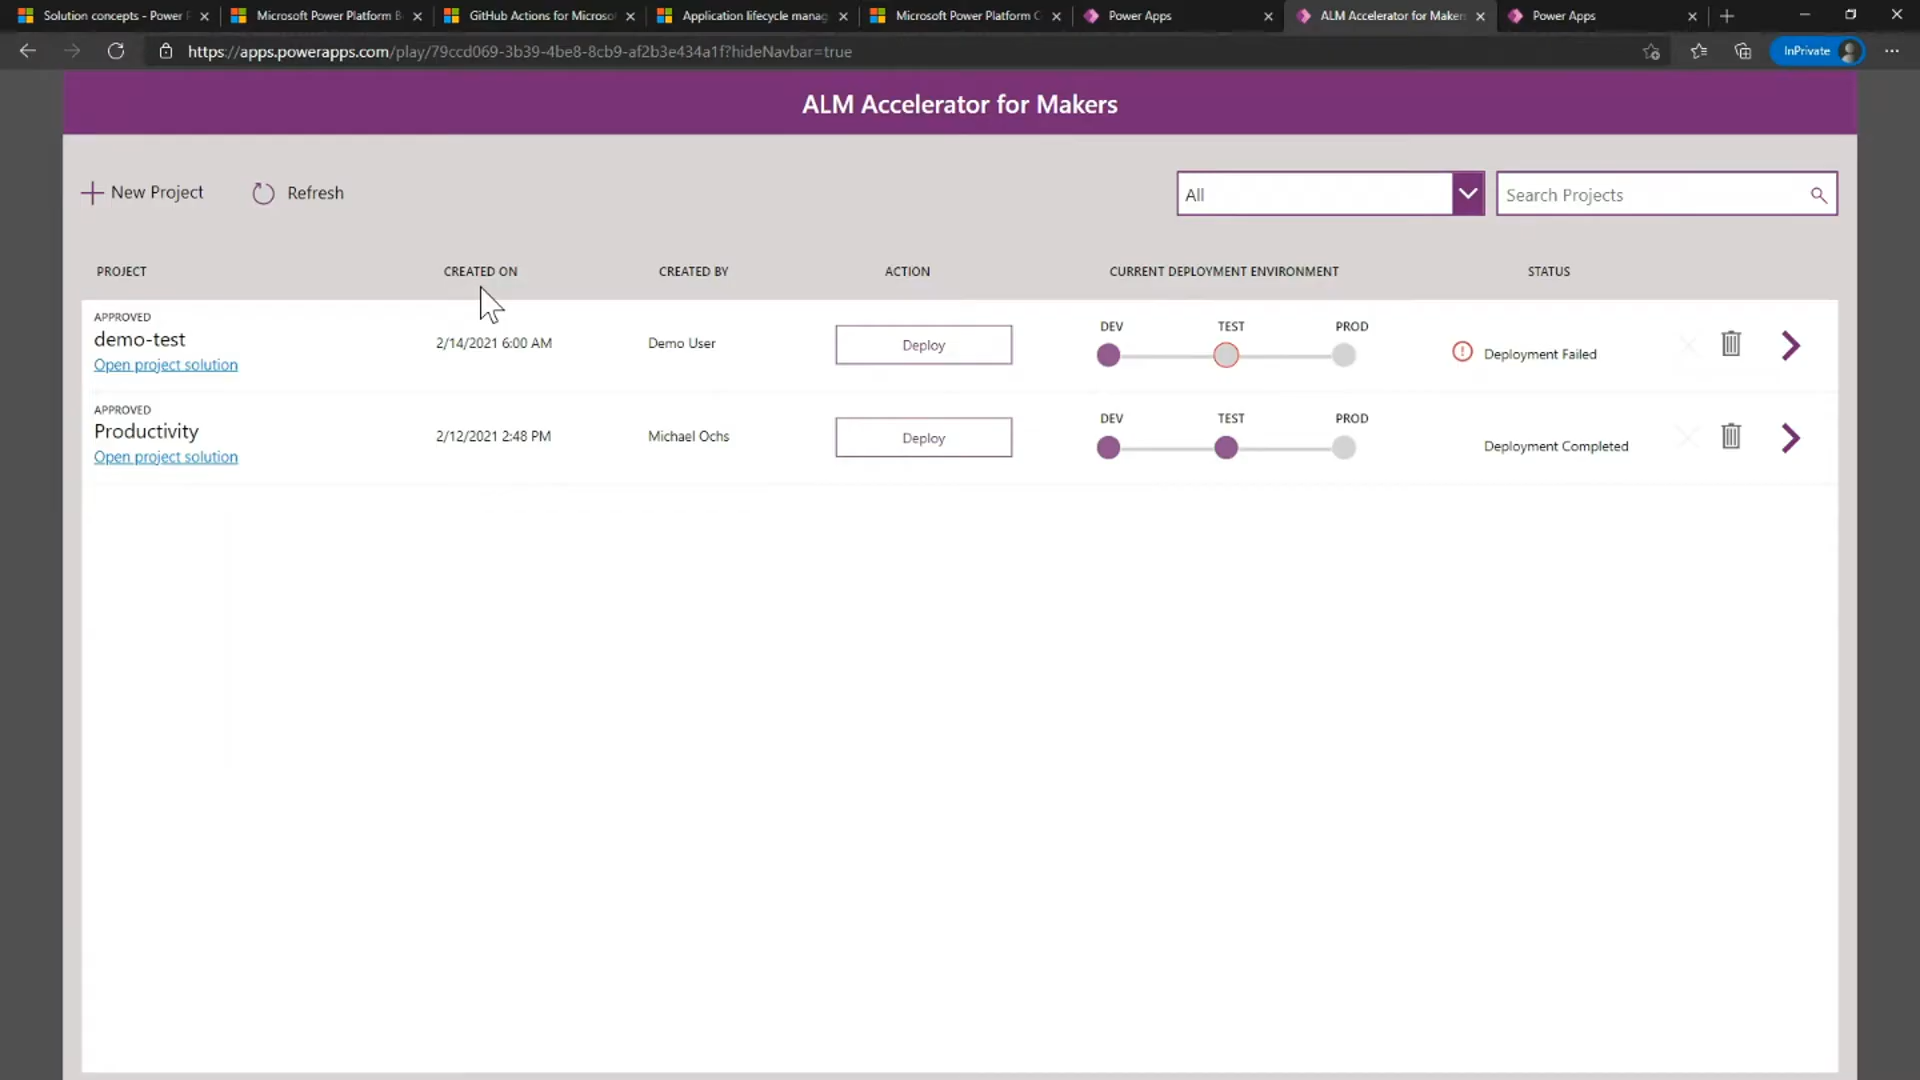 Solution concepts - Power P
Microsoft Power Platform B
GitHub Actions for Microsof
Application lifecycle manag
Microsoft Power Platform C
Power Apps
ALM Accelerator for Makers
Power Apps
https://apps.powerapps.com/play/79ccd069-3b39-4be8-8cb9-af2b3e434a1f?hideNavbar=true
InPrivate
ALM Accelerator for Makers
New Project
Refresh
All
Search Projects
PROJECT
CREATED ON
CREATED BY
ACTION
CURRENT DEPLOYMENT ENVIRONMENT
STATUS
APPROVED
demo-test
Open project solution
2/14/2021 6:00 AM
Demo User
Deploy
DEV
TEST
PROD
Deployment Failed
APPROVED
Productivity
Open project solution
2/12/2021 2:48 PM
Michael Ochs
Deploy
DEV
TEST
PROD
Deployment Completed